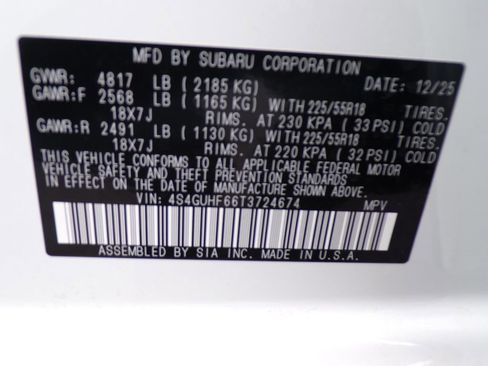 MFD BY SUBARU CORPORATION
GVWR: 4817 LB ( 2185 KG) DATE: 12/25
GAWR:F 2568 LB ( 1165 KG) WITH 225/55R18 TIRES.
18X7J RIMS. AT 230 KPA ( 33 PSI) COLD
GAWR:R 2491 LB ( 1130 KG) WITH 225/55R18 TIRES.
18X7J RIMS. AT 220 KPA ( 32 PSI) COLD
THIS VEHICLE CONFORMS TO ALL APPLICABLE FEDERAL MOTOR
VEHICLE SAFETY AND THEFT PREVENTION STANDARDS
IN EFFECT ON THE DATE OF MANUFACTURE SHOWN ABOVE.
VIN: 4S4GUHF66T3724674 MPV
ASSEMBLED BY SIA INC. MADE IN U.S.A.